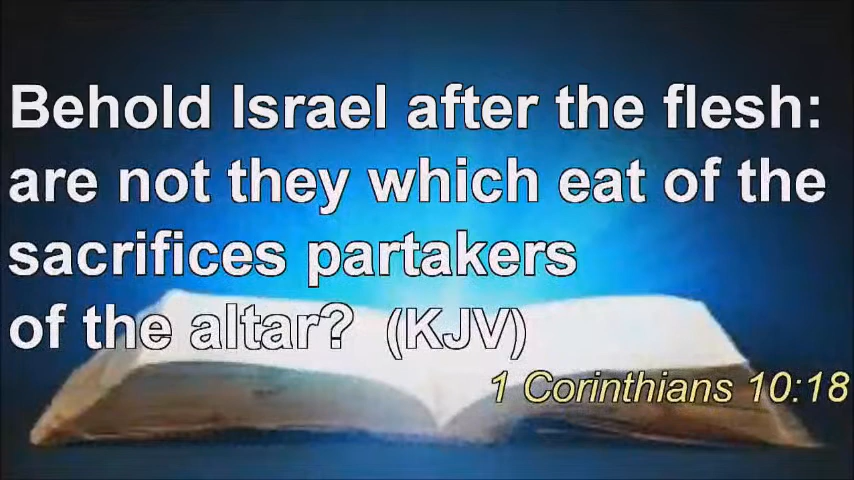 Behold Israel after the flesh:
are not they which eat of the
sacrifices partakers
of the altar? (KJV)
1 Corinthians 10:18